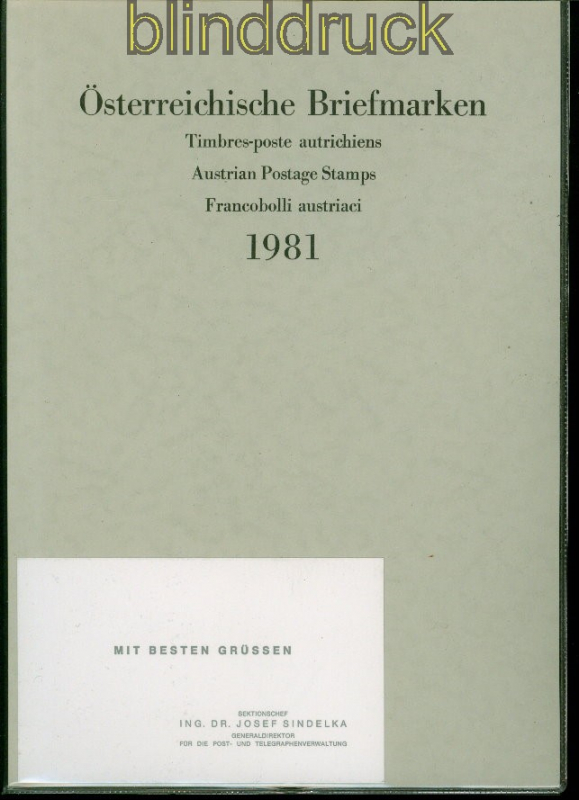 blinddruck
Österreichische Briefmarken
Timbres-poste autrichiens
Austrian Postage Stamps
Francobolli austriaci
1981
MIT BESTEN GRÜSSEN
SEKTIONSCHEF
ING. DR. JOSEF SINDELKA
GENERALDIREKTOR
FÜR DIE POST- UND TELEGRAPHENVERWALTUNG